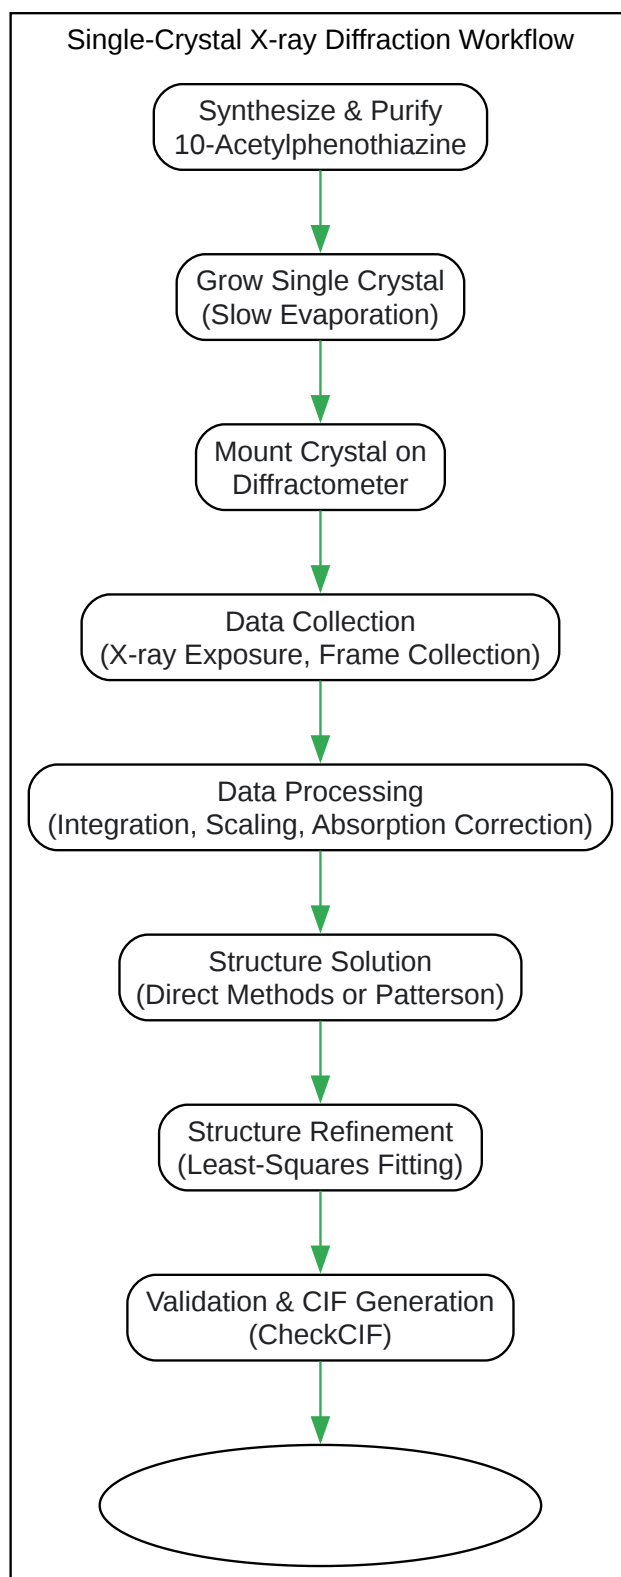 Single-Crystal X-ray Diffraction Workflow
Synthesize & Purify
10-Acetylphenothiazine
Grow Single Crystal
(Slow Evaporation)
Mount Crystal on
Diffractometer
Data Collection
(X-ray Exposure, Frame Collection)
Data Processing
(Integration, Scaling, Absorption Correction)
Structure Solution
(Direct Methods or Patterson)
Structure Refinement
(Least-Squares Fitting)
Validation & CIF Generation
(CheckCIF)